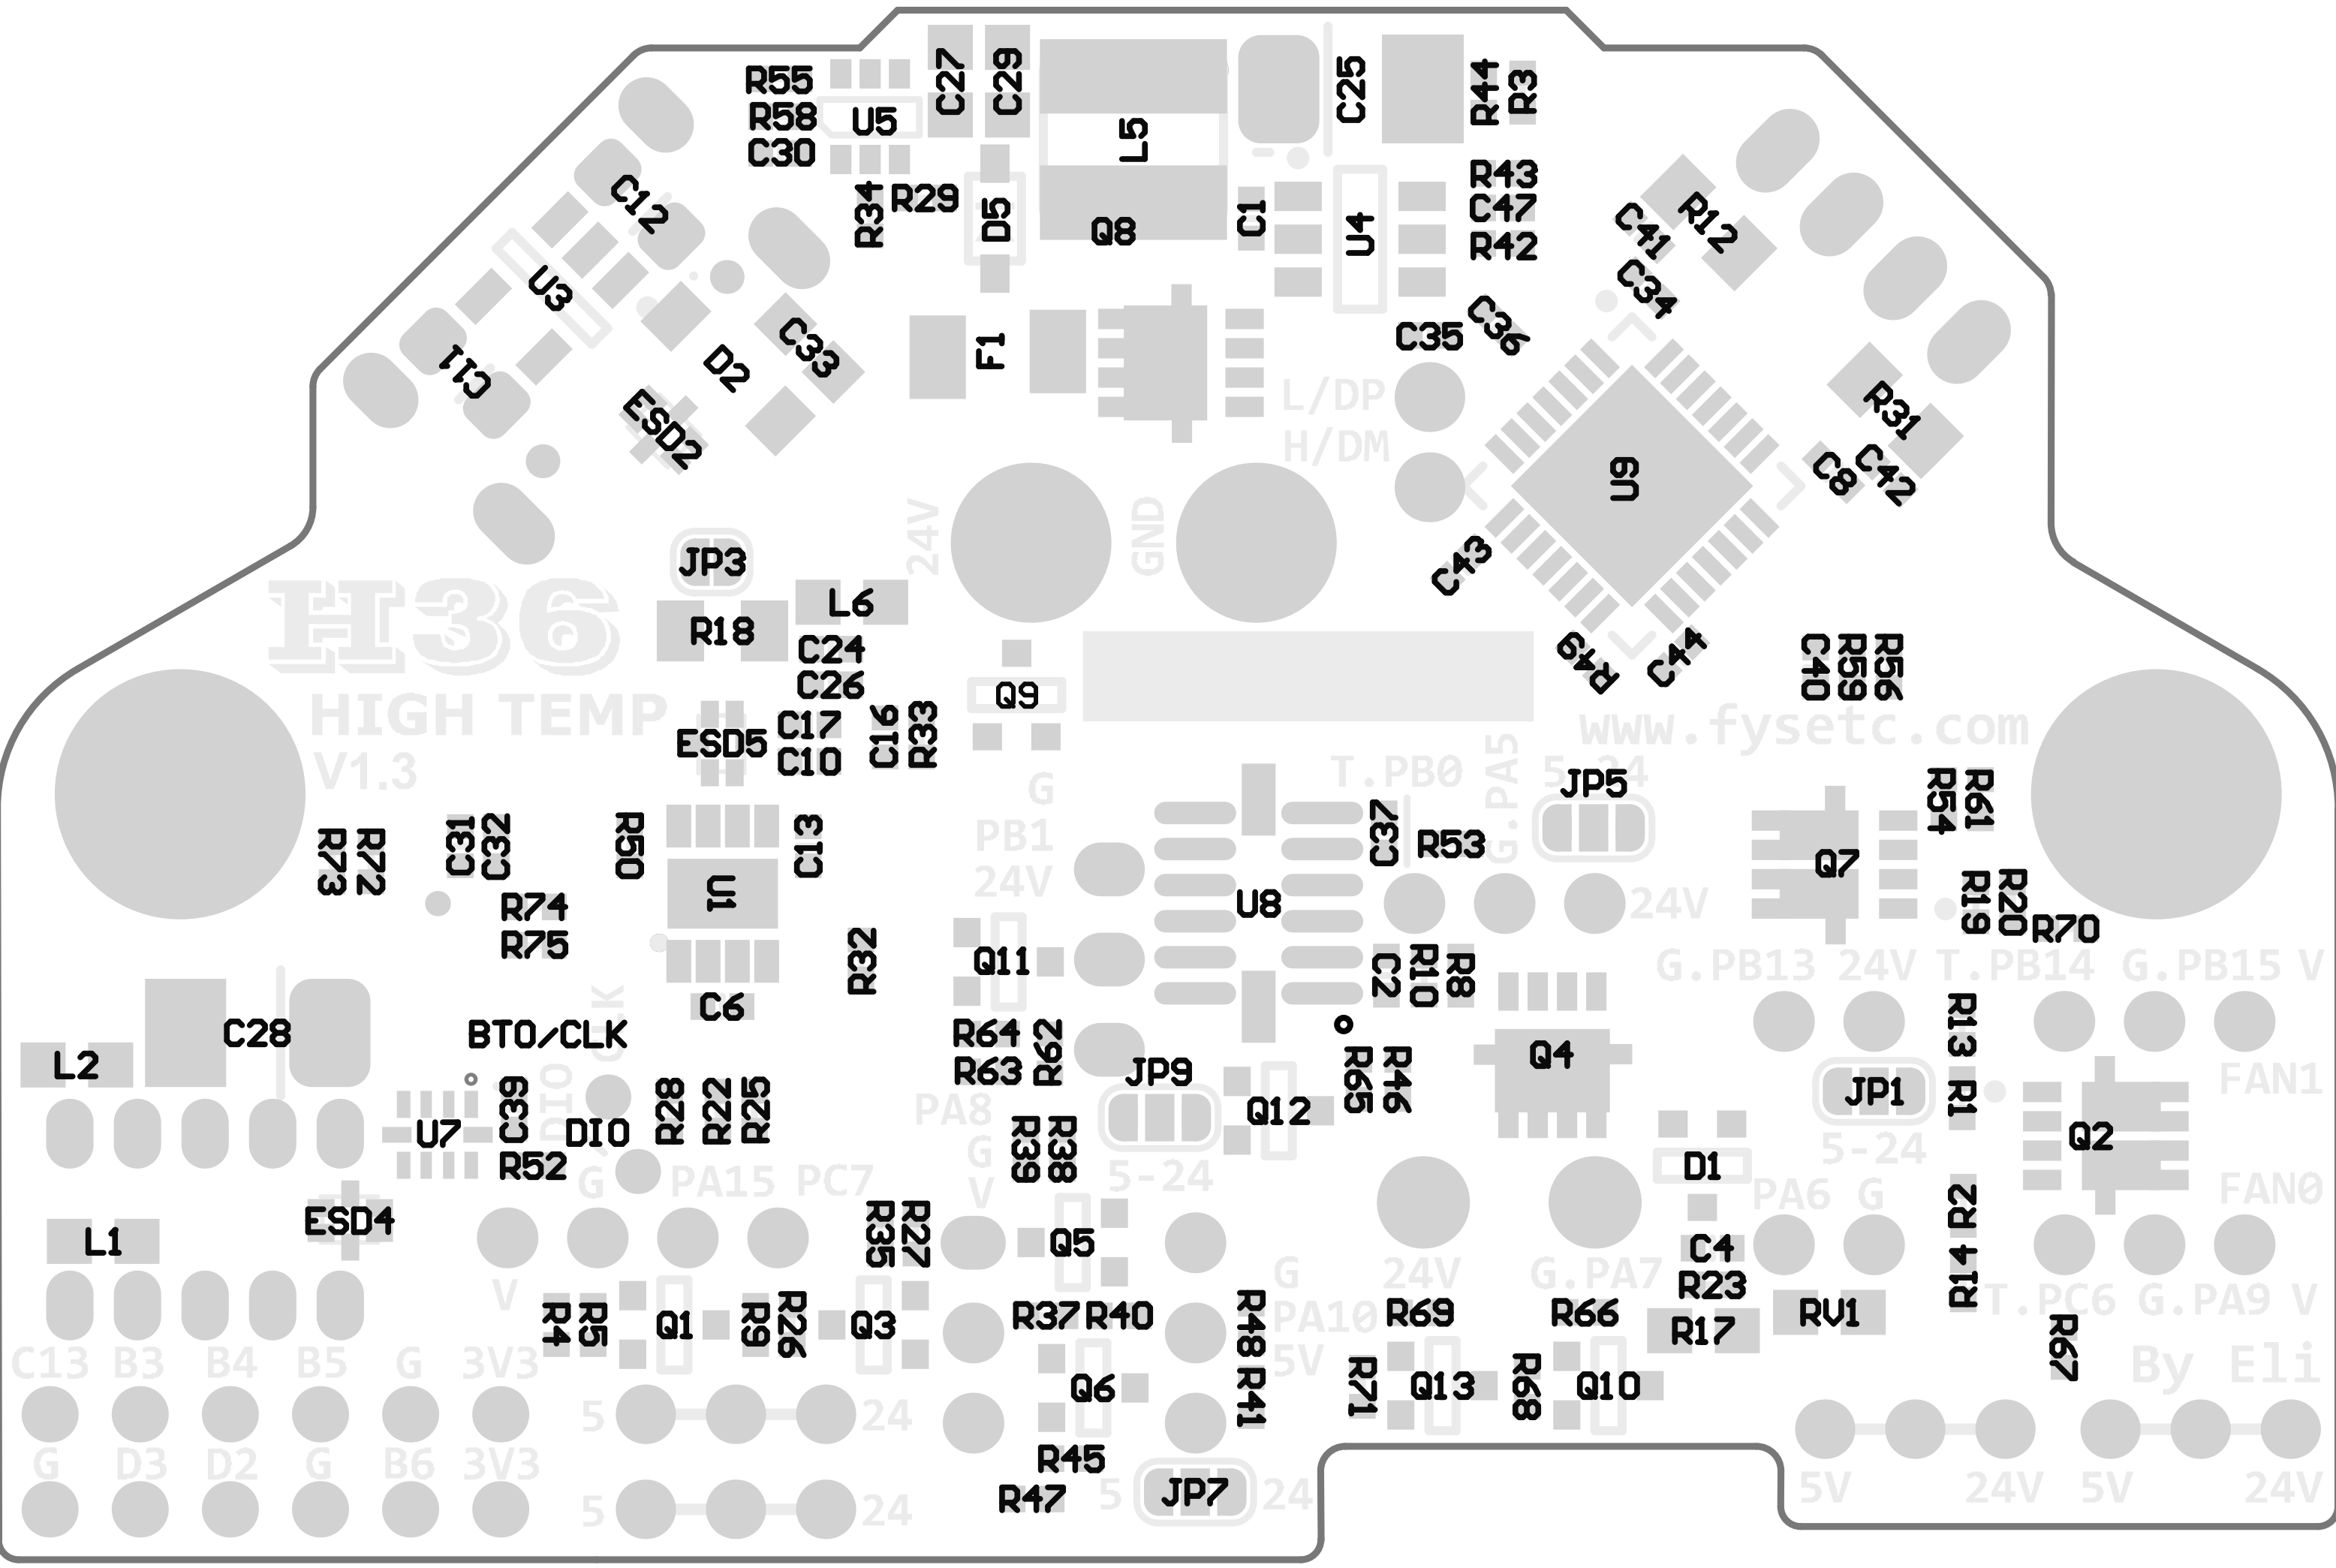 R55
R58
C30
U5
C27
C29
L5
C25
R44
R3
R34
R29
D5
Q8
C1
U4
R43
C47
R42
C12
U3
C11
C33
D2
ESD2
F1
C35
C36
C41
R12
C34
R31
C8
C42
U9
L/DP
H/DM
24V
GND
C43
R49
C44
JP3
H36
HIGH TEMP
V1.3
R18
L6
C24
C26
ESD5
C17
C10
C16
R33
Q9
C40
R59
R56
www.fysetc.com
G
PB1
24V
T.PB0
G.PA5
5 24
JP5
R54
R61
R73
R72
C31
C32
R50
C13
U1
R74
R75
R32
C6
Q11
U8
C37
R53
24V
Q7
R19
R20
R70
C2
R10
R8
G.PB13 24V T.PB14 G.PB15 V
C28
BTO/CLK
CLK
L2
R64
R63
R62
JP9
R65
R46
Q4
R13
R1
JP1
FAN1
U7
C39
DIO
DIO
R28
R22
R25
R52
PA8
G
V
R39
R38
Q12
5-24
D1
5-24
Q2
FAN0
G PA15 PC7
ESD4
L1
R35
R27
Q5
PA6 G
R2
C4
R23
R14
V
R4
R5
Q1
R9
R26
Q3
R37
R40
R48
G
PA10
5V
24V
G.PA7
R69
R66
R17
RV1
T.PC6 G.PA9 V
R67
By Eli
C13 B3 B4 B5 G 3V3
5 24
Q6
R41
R71
Q13
R68
Q10
G D3 D2 G B6 3V3
5 24
R45
R47
5 JP7 24
5V 24V 5V 24V